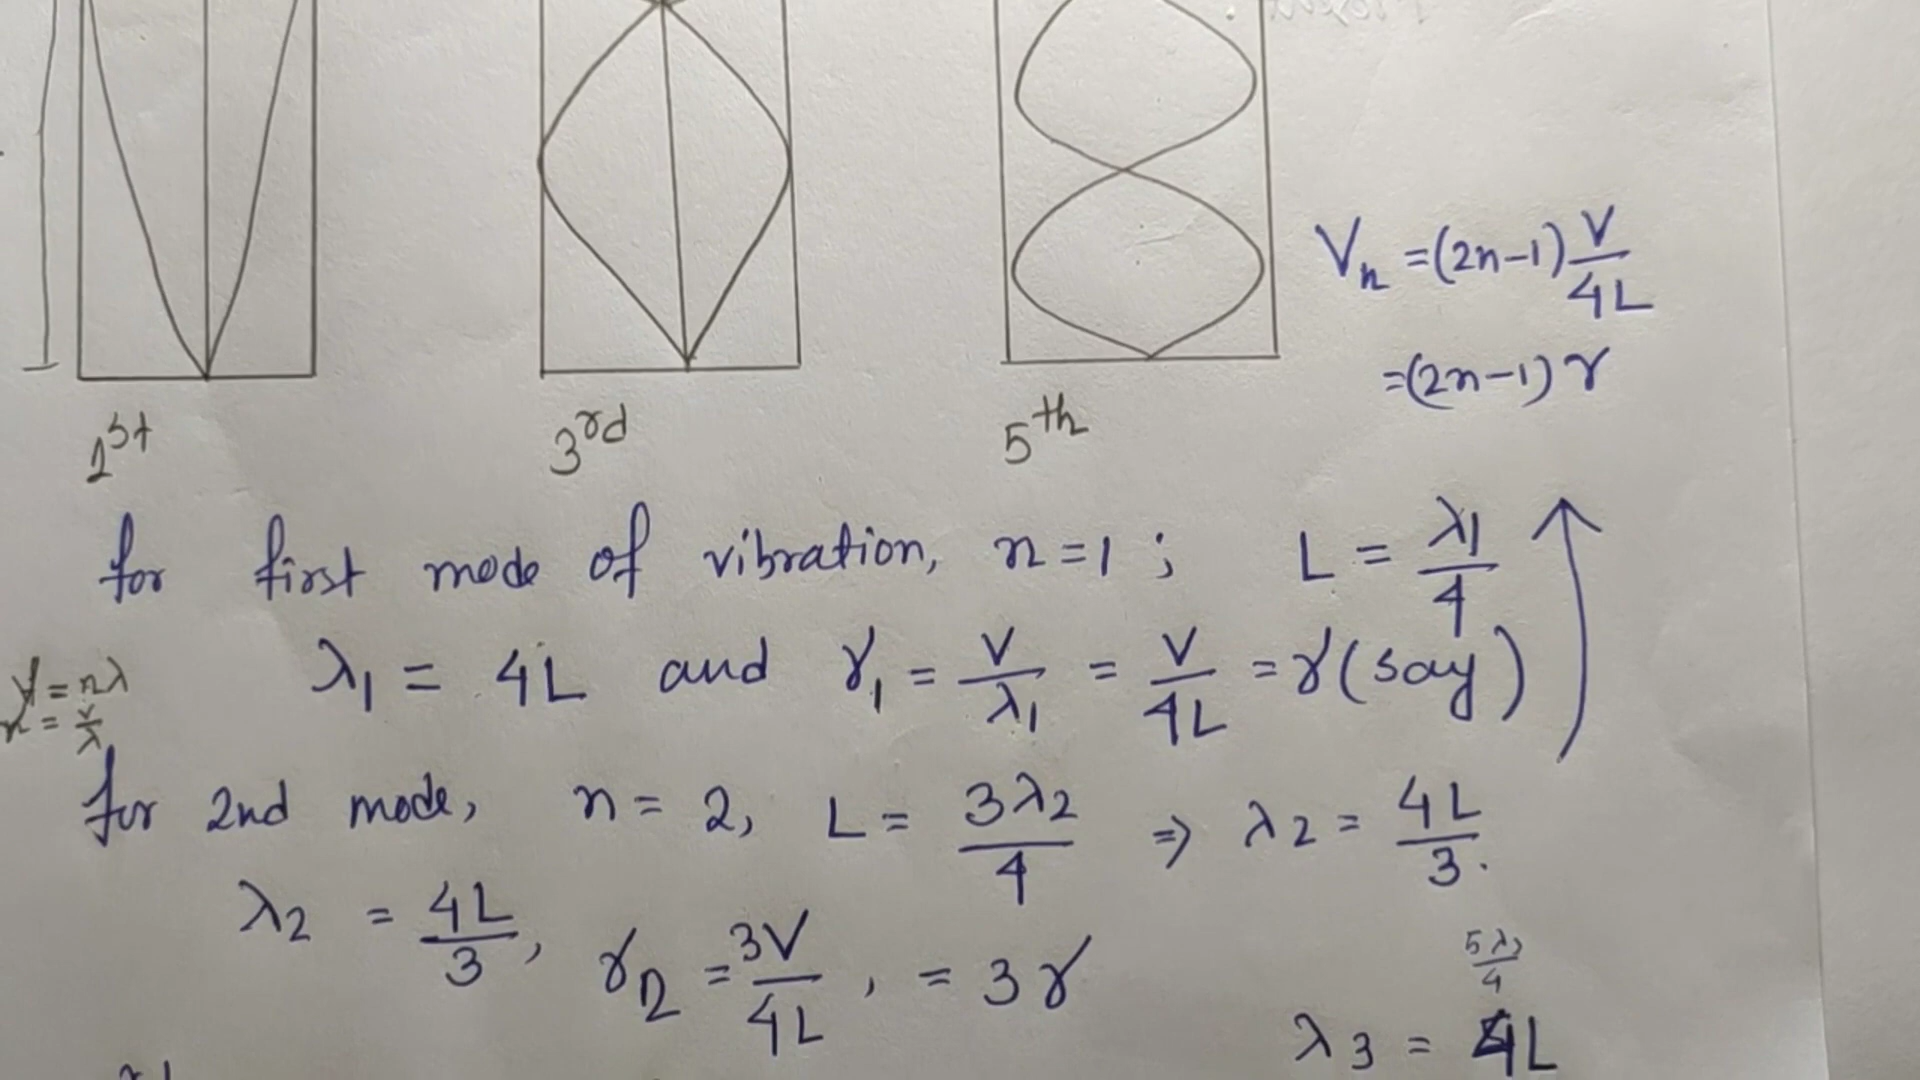 1st 3rd 5th
Vn = (2n-1) V/4L
= (2n-1) γ
for first mode of vibration, n = 1 ; L = λ1/4
λ1 = 4L and γ1 = V/λ1 = V/4L = γ (say)
V = nλ
n = v/λ
for 2nd mode, n = 2, L = 3λ2/4 ⇒ λ2 = 4L/3.
λ2 = 4L/3, γ2 = 3V/4L, = 3γ
λ3 = 4L